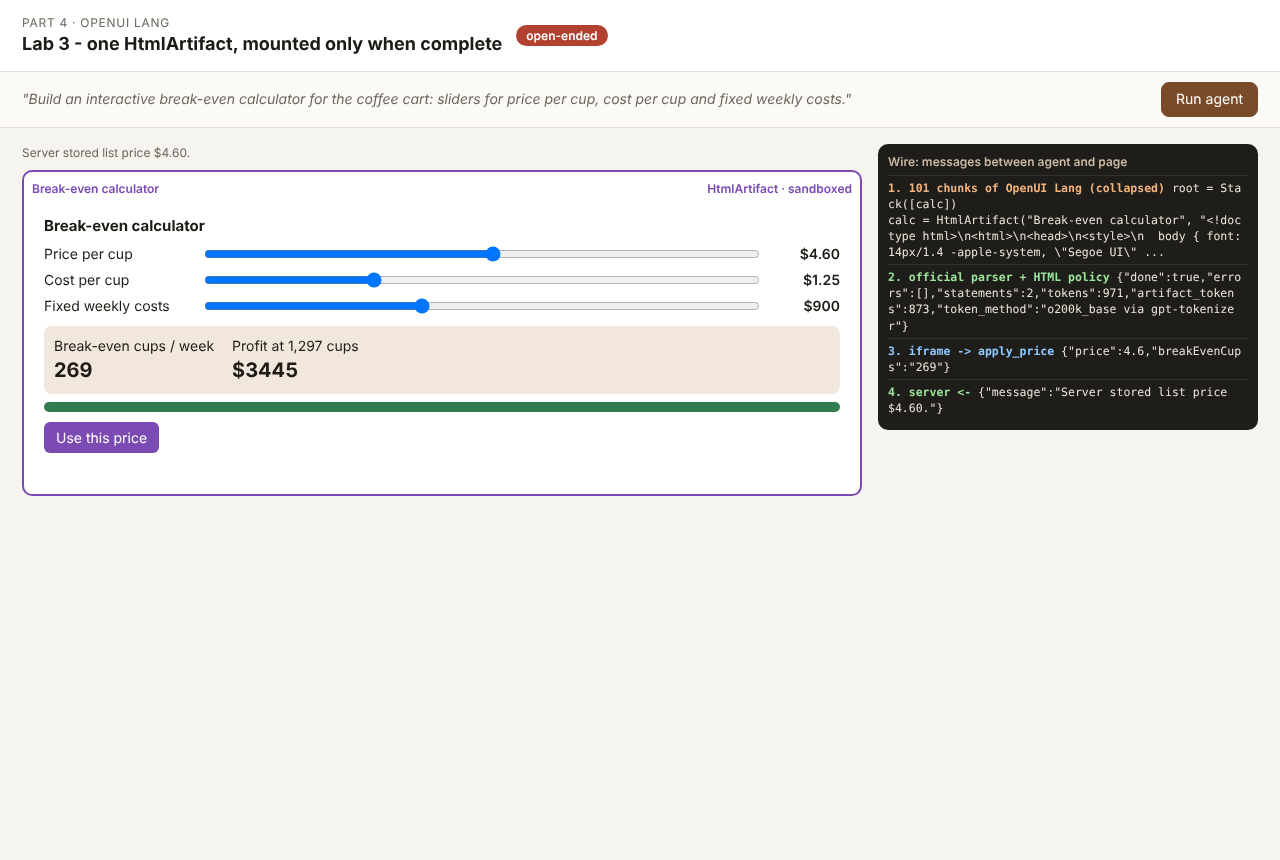 PART 4 · OPENUI LANG
Lab 3 - one HtmlArtifact, mounted only when complete
open-ended
"Build an interactive break-even calculator for the coffee cart: sliders for price per cup, cost per cup and fixed weekly costs."
Run agent
Server stored list price $4.60.
Break-even calculator
HtmlArtifact · sandboxed
Break-even calculator
Price per cup
$4.60
Cost per cup
$1.25
Fixed weekly costs
$900
Break-even cups / week
269
Profit at 1,297 cups
$3445
Use this price
Wire: messages between agent and page
1. 101 chunks of OpenUI Lang (collapsed) root = Sta
ck([calc])
calc = HtmlArtifact("Break-even calculator", "<!doc
type html>\n<html>\n<head>\n<style>\n  body { font:
14px/1.4 -apple-system, \"Segoe UI\" ...
2. official parser + HTML policy {"done":true,"erro
rs":[],"statements":2,"tokens":971,"artifact_token
s":873,"token_method":"o200k_base via gpt-tokenize
r"}
3. iframe -> apply_price {"price":4.6,"breakEvenCup
s":"269"}
4. server <- {"message":"Server stored list price
$4.60."}